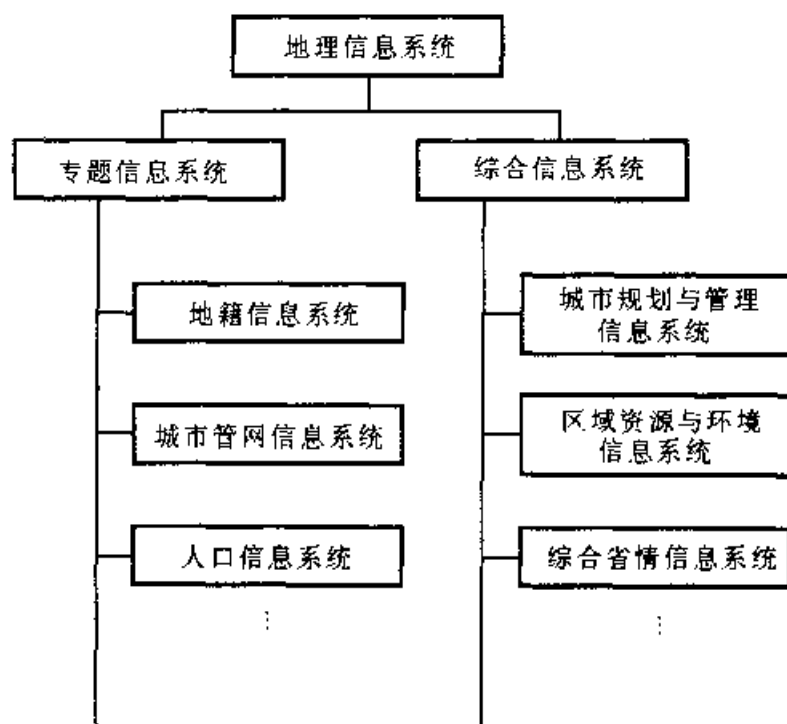 地理信息系统
专题信息系统
综合信息系统
地籍信息系统
城市规划与管理
信息系统
城市管网信息系统
区域资源与环境
信息系统
人口信息系统
综合省情信息系统
⋮
⋮